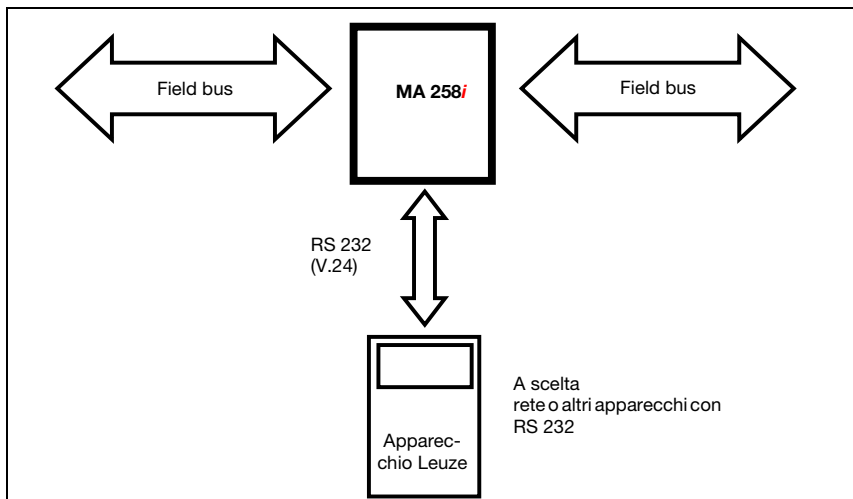 Field bus
MA 258i
Field bus
RS 232
(V.24)
A scelta
rete o altri apparecchi con
RS 232
Apparec-
chio Leuze